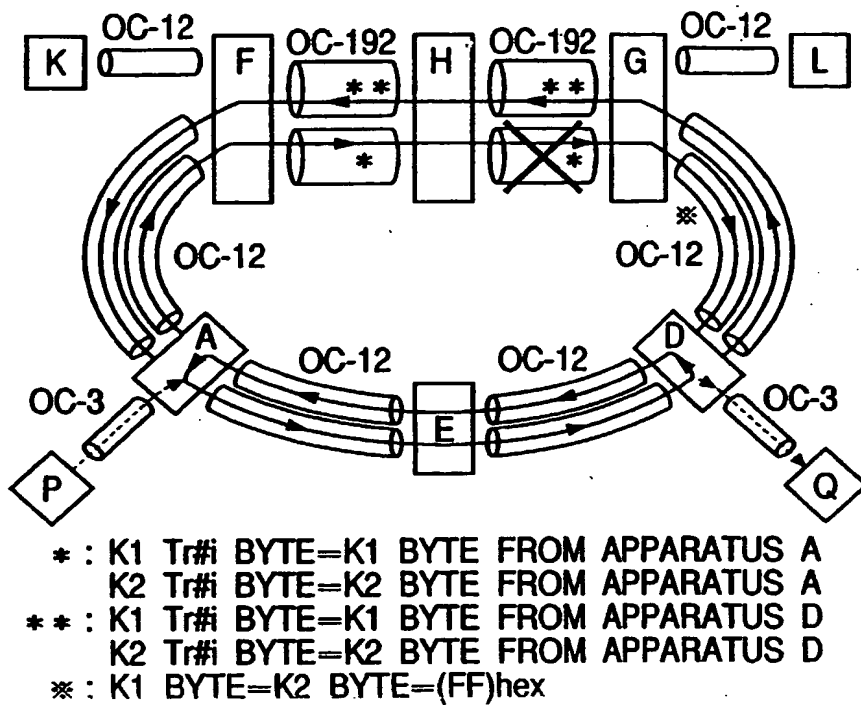 OC-12 OC-192 OC-192 OC-12
K F H G L
** **
* *
※
OC-12 OC-12
A OC-12 OC-12 D
OC-3 E OC-3
P Q
* : K1 Tr#i BYTE=K1 BYTE FROM APPARATUS A
K2 Tr#i BYTE=K2 BYTE FROM APPARATUS A
** : K1 Tr#i BYTE=K1 BYTE FROM APPARATUS D
K2 Tr#i BYTE=K2 BYTE FROM APPARATUS D
※ : K1 BYTE=K2 BYTE=(FF)hex